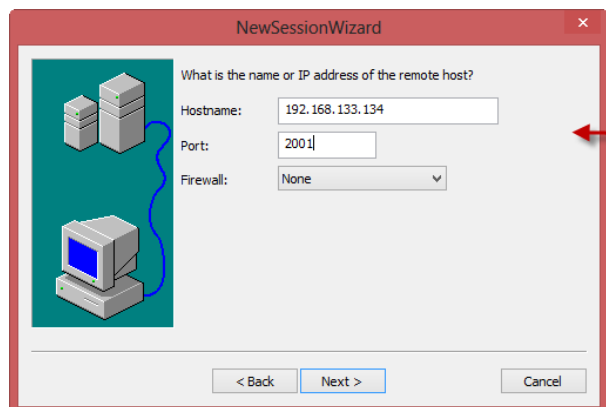 NewSessionWizard
What is the name or IP address of the remote host?
Hostname: 192.168.133.134
Port: 2001
Firewall: None
< Back Next > Cancel